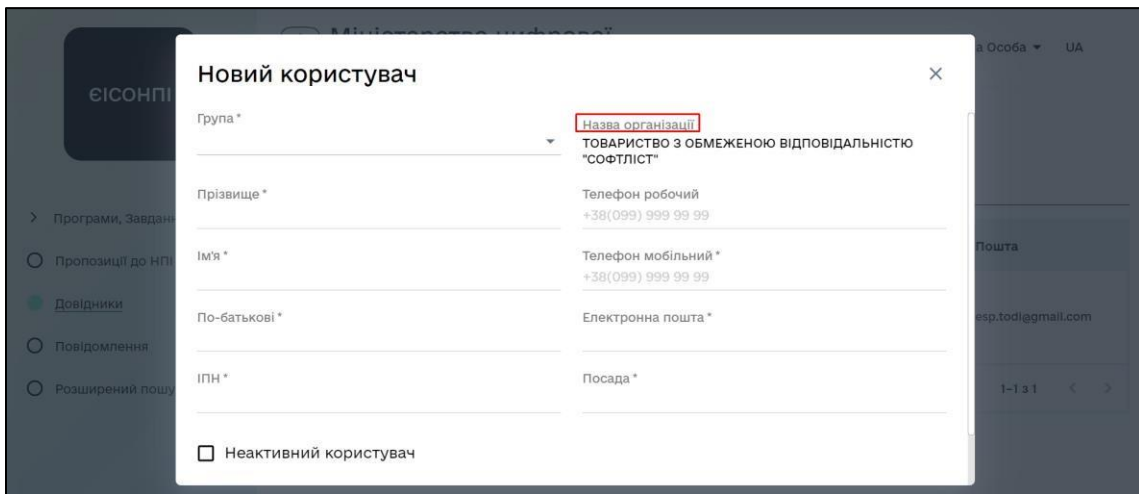 Міністерство цифрової
а Особа
UA
ЄІСОНПІ
Новий користувач
Група *
Назва організації
ТОВАРИСТВО З ОБМЕЖЕНОЮ ВІДПОВІДАЛЬНІСТЮ
"СОФТЛІСТ"
Прізвище *
Телефон робочий
+38(099) 999 99 99
Програми, Завдан
Ім'я *
Телефон мобільний *
+38(099) 999 99 99
Пропозиції до НПІ
Пошта
По-батькові *
Електронна пошта *
Довідники
esp.todi@gmail.com
Повідомлення
ІПН *
Посада *
Розширений пошу
1–1 з 1
Неактивний користувач